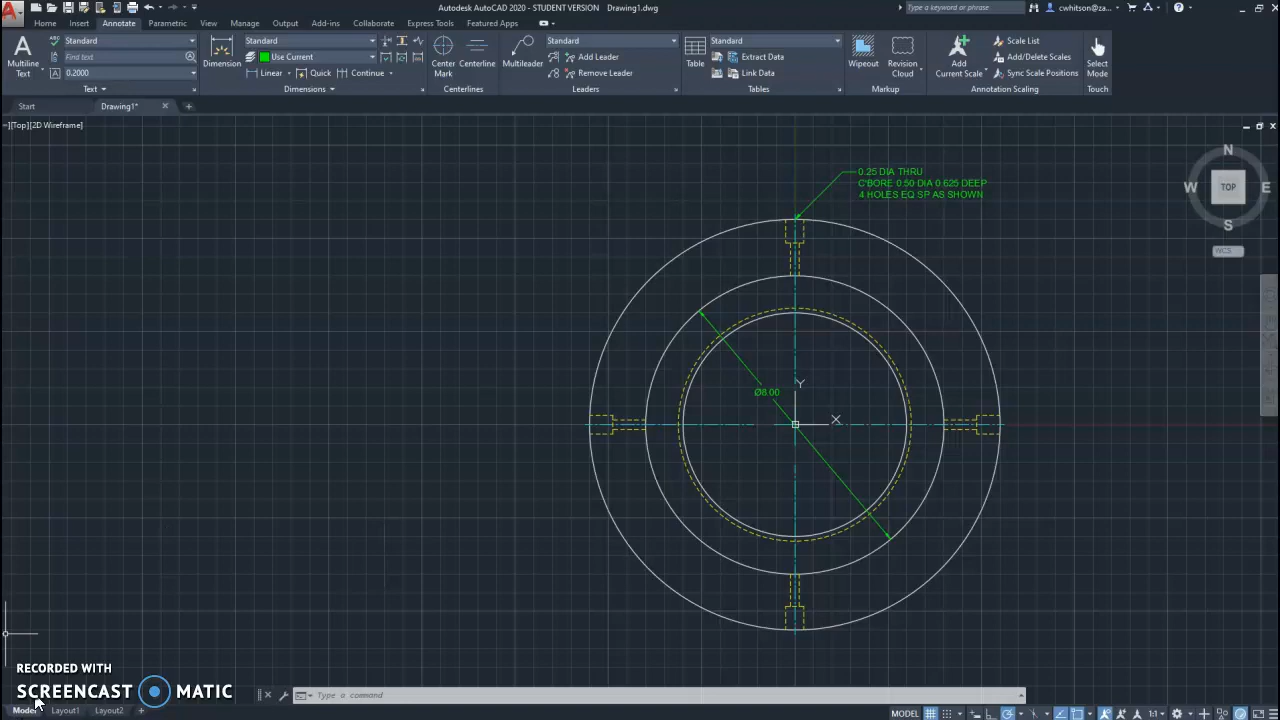 Autodesk AutoCAD 2020 - STUDENT VERSION Drawing1.dwg
Type a keyword or phrase
cwhitson@za...
Home Insert Annotate Parametric View Manage Output Add-ins Collaborate Express Tools Featured Apps
Multiline Text
Standard
Find text
0.2000
Text
Dimension
Standard
Use Current
Linear Quick Continue
Dimensions
Center Mark
Centerline
Centerlines
Multileader
Standard
Add Leader
Remove Leader
Leaders
Table
Standard
Extract Data
Link Data
Tables
Wipeout
Revision Cloud
Markup
Add Current Scale
Scale List
Add/Delete Scales
Sync Scale Positions
Annotation Scaling
Select Mode
Touch
Start Drawing1*
][Top][2D Wireframe]
N
W TOP E
S
WCS
0.25 DIA THRU
C'BORE 0.50 DIA 0.625 DEEP
4 HOLES EQ SP AS SHOWN
Ø8.00
Y
X
RECORDED WITH
SCREENCAST MATIC
Type a command
Model Layout1 Layout2
MODEL 1:1